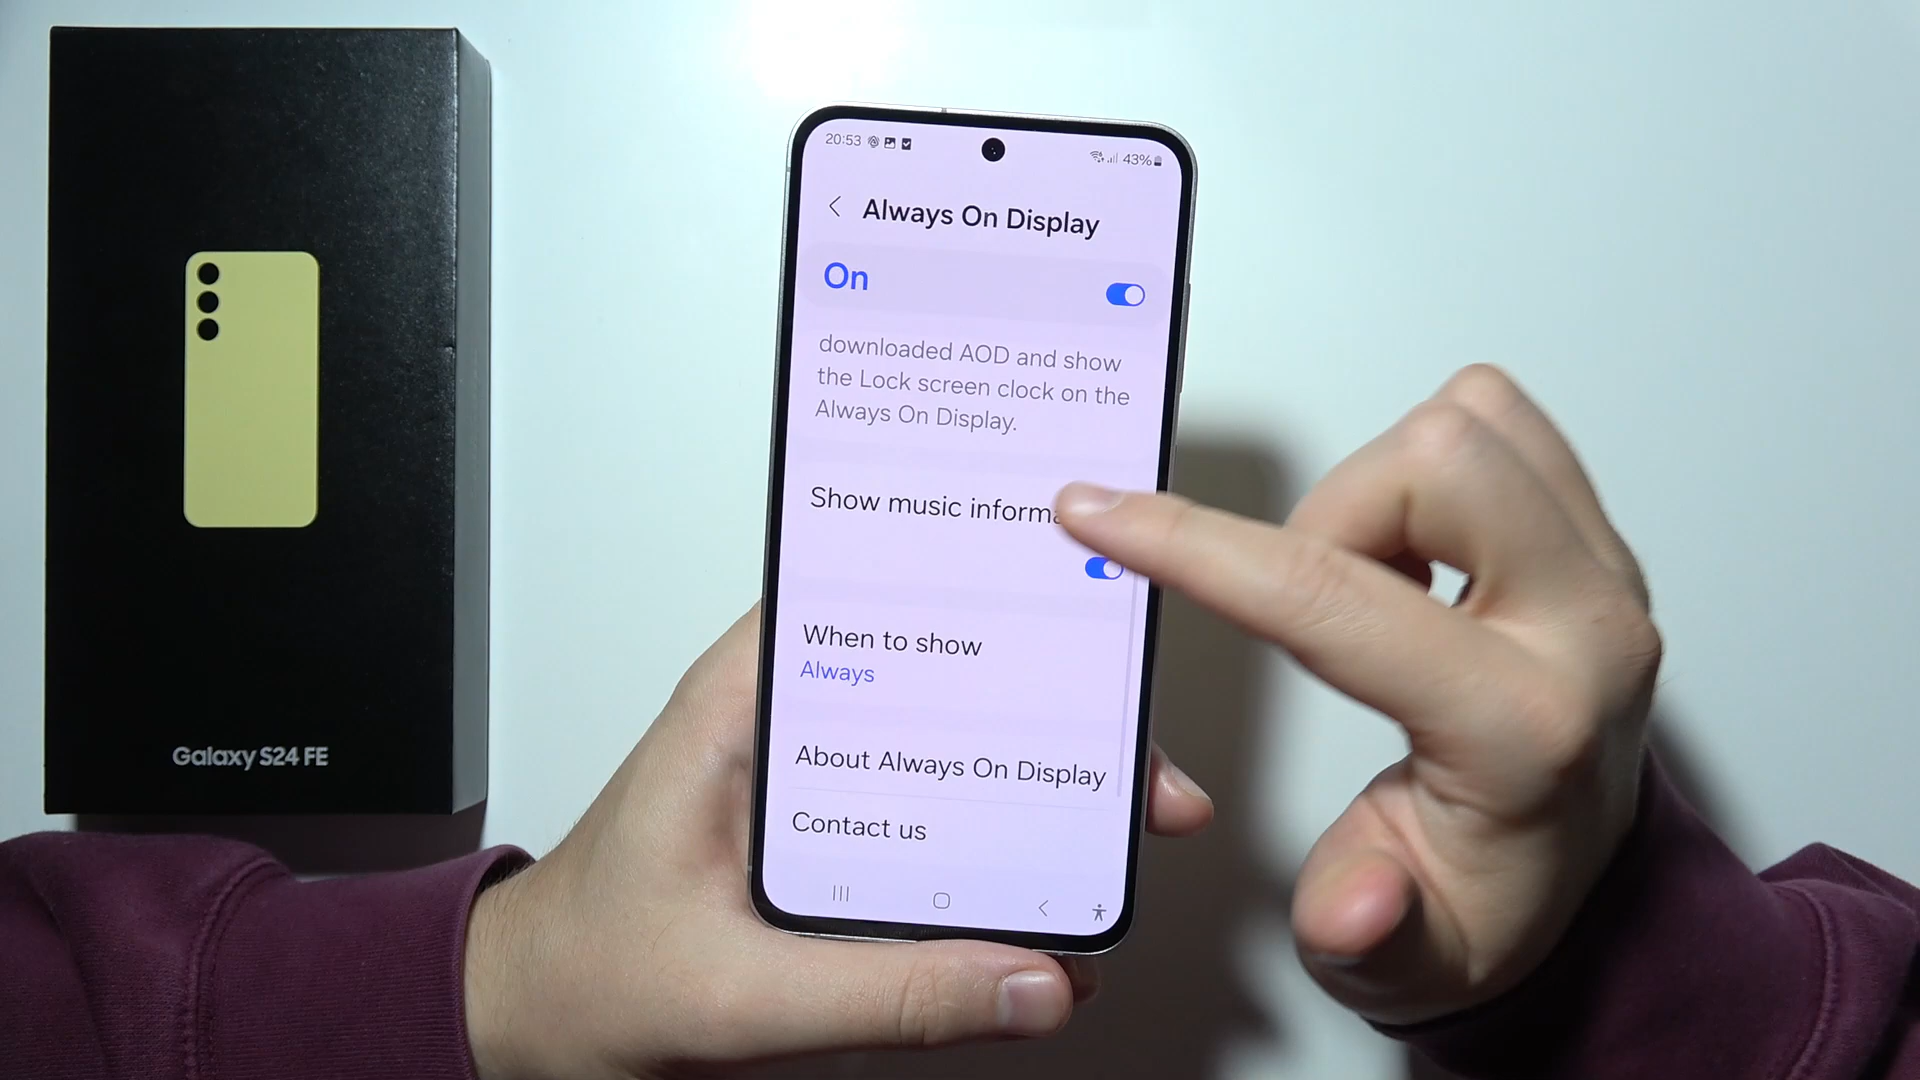 20:53
43%
Always On Display
On
downloaded AOD and show
the Lock screen clock on the
Always On Display.
Show music
When to show
Always
About Always On Display
Contact us
Galaxy S24 FE